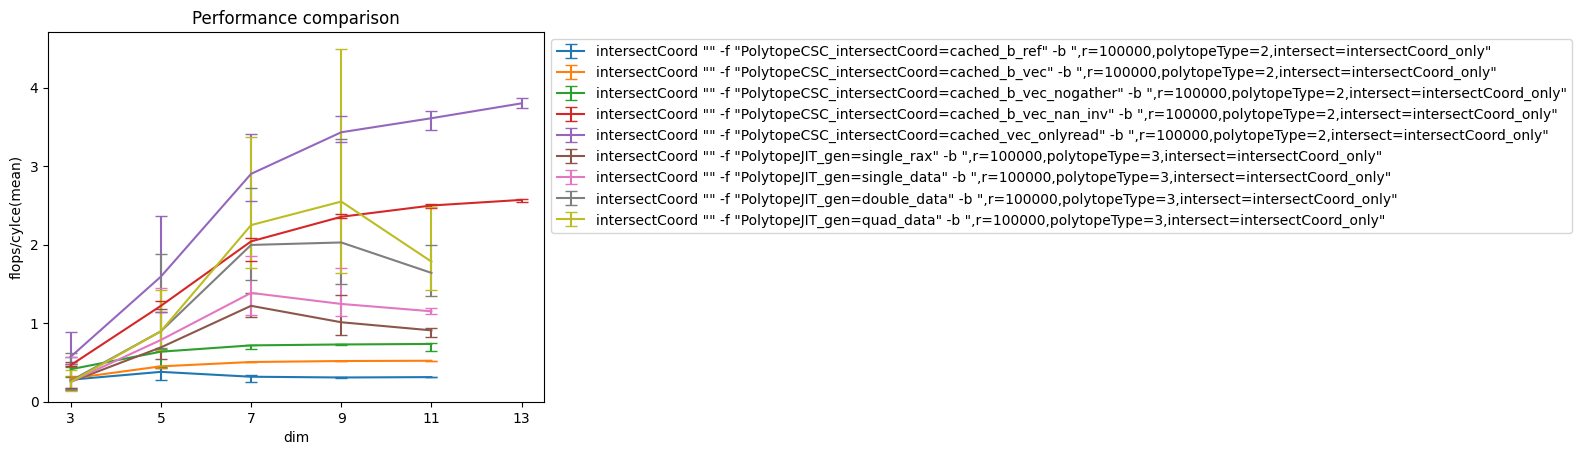 Performance comparison
flops/cylce(mean)
4
3
2
1
0
3 5 7 9 11 13
dim
intersectCoord "" -f "PolytopeCSC_intersectCoord=cached_b_ref" -b ",r=100000,polytopeType=2,intersect=intersectCoord_only"
intersectCoord "" -f "PolytopeCSC_intersectCoord=cached_b_vec" -b ",r=100000,polytopeType=2,intersect=intersectCoord_only"
intersectCoord "" -f "PolytopeCSC_intersectCoord=cached_b_vec_nogather" -b ",r=100000,polytopeType=2,intersect=intersectCoord_only"
intersectCoord "" -f "PolytopeCSC_intersectCoord=cached_b_vec_nan_inv" -b ",r=100000,polytopeType=2,intersect=intersectCoord_only"
intersectCoord "" -f "PolytopeCSC_intersectCoord=cached_vec_onlyread" -b ",r=100000,polytopeType=2,intersect=intersectCoord_only"
intersectCoord "" -f "PolytopeJIT_gen=single_rax" -b ",r=100000,polytopeType=3,intersect=intersectCoord_only"
intersectCoord "" -f "PolytopeJIT_gen=single_data" -b ",r=100000,polytopeType=3,intersect=intersectCoord_only"
intersectCoord "" -f "PolytopeJIT_gen=double_data" -b ",r=100000,polytopeType=3,intersect=intersectCoord_only"
intersectCoord "" -f "PolytopeJIT_gen=quad_data" -b ",r=100000,polytopeType=3,intersect=intersectCoord_only"